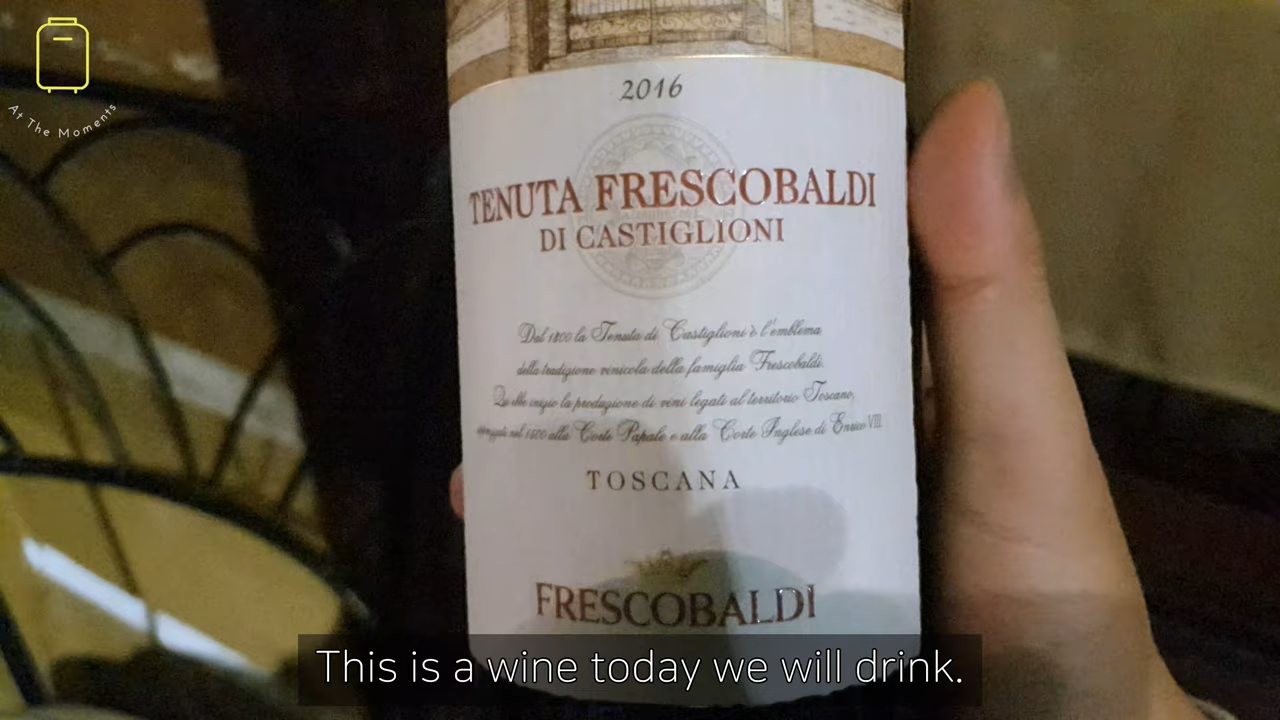 At The Moments
2016
TENUTA FRESCOBALDI
DI CASTIGLIONI
Dal 1800 la Tenuta di Castiglioni è l'emblema
della tradizione vinicola della famiglia Frescobaldi.
Qui ebbe inizio la produzione di vini legati al territorio Toscano,
nel 1500 alla Corte Papale e alla Corte Inglese di Enrico VIII
TOSCANA
FRESCOBALDI
This is a wine today we will drink.